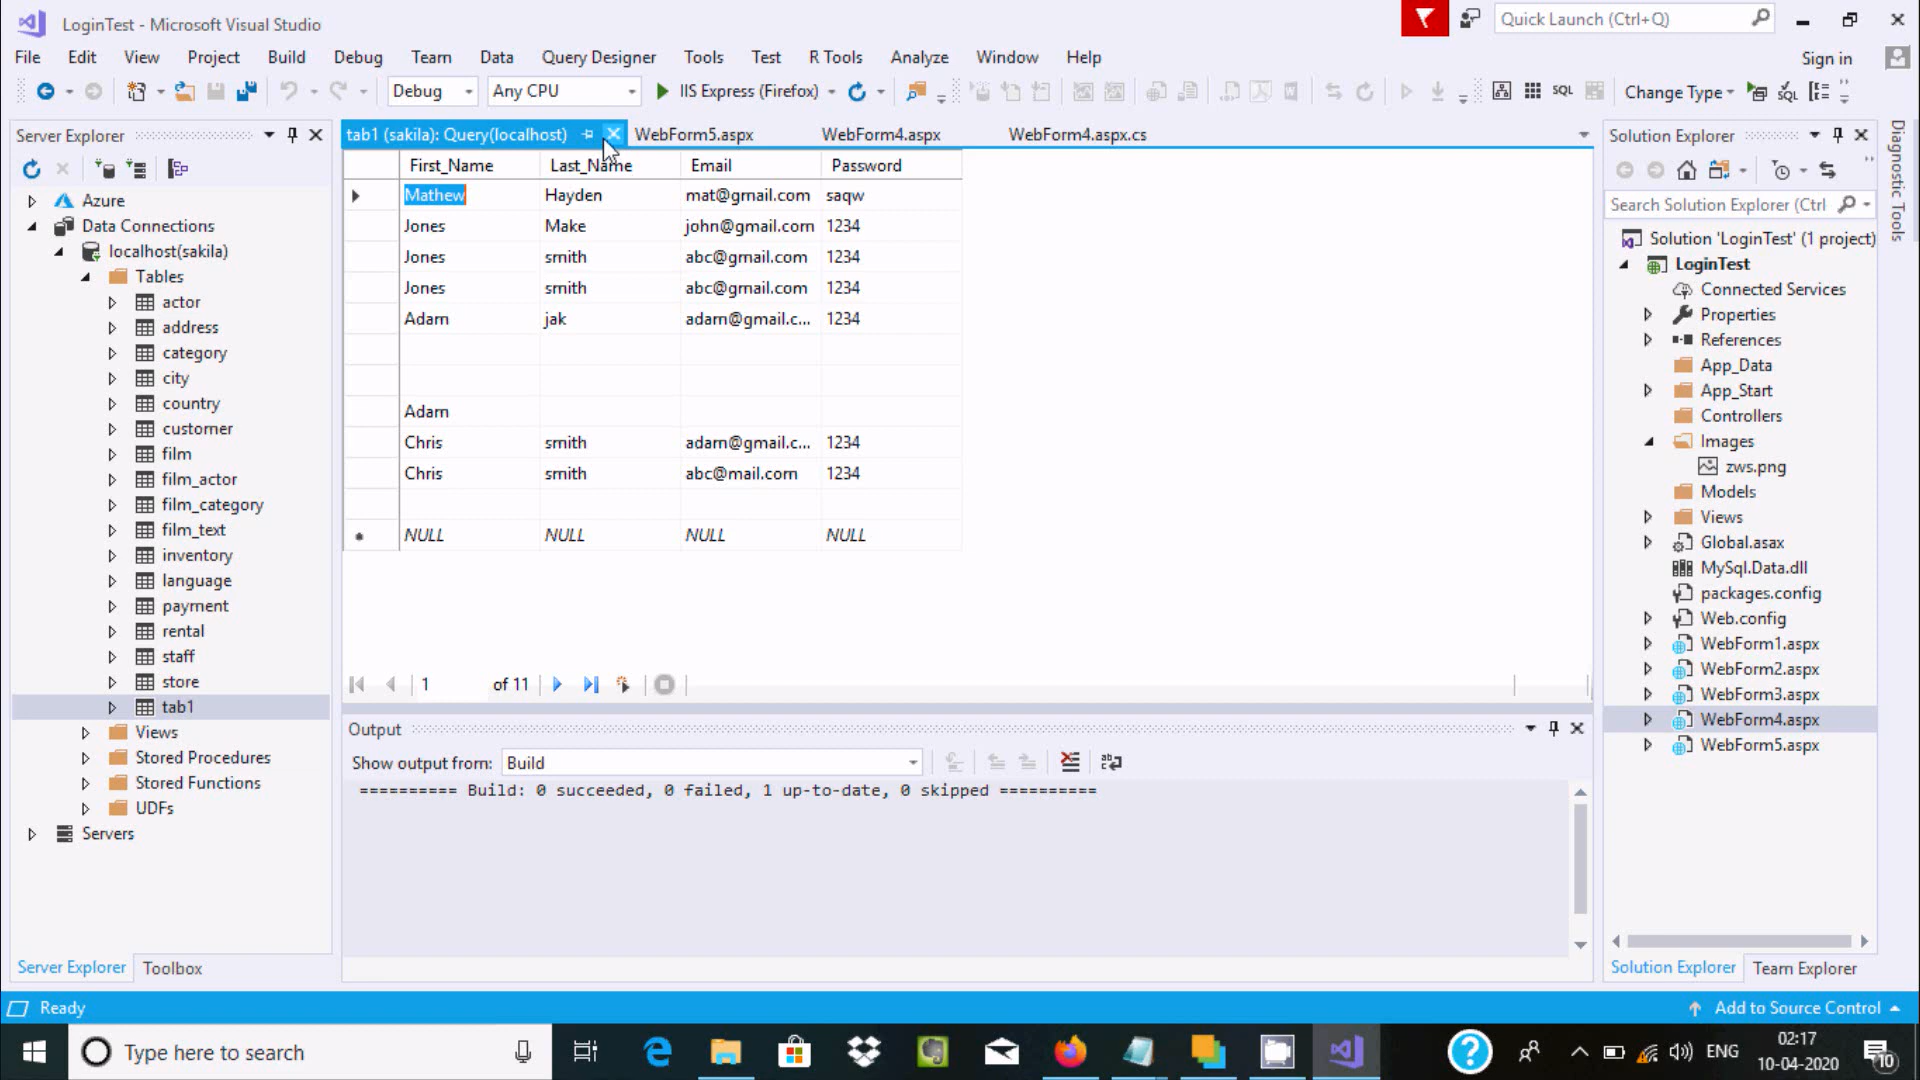 LoginTest - Microsoft Visual Studio
Quick Launch (Ctrl+Q)
File Edit View Project Build Debug Team Data Query Designer Tools Test R Tools Analyze Window Help
Sign in
Debug Any CPU IIS Express (Firefox) SQL Change Type SQL
Server Explorer
Azure
Data Connections
localhost(sakila)
Tables
actor
address
category
city
country
customer
film
film_actor
film_category
film_text
inventory
language
payment
rental
staff
store
tab1
Views
Stored Procedures
Stored Functions
UDFs
Servers
Server Explorer Toolbox
tab1 (sakila): Query(localhost) WebForm5.aspx WebForm4.aspx WebForm4.aspx.cs
First_Name Last_Name Email Password
Mathew Hayden mat@gmail.com saqw
Jones Make john@gmail.com 1234
Jones smith abc@gmail.com 1234
Jones smith abc@gmail.com 1234
Adam jak adam@gmail.c... 1234
Adam
Chris smith adam@gmail.c... 1234
Chris smith abc@mail.com 1234
NULL NULL NULL NULL
1 of 11
Output
Show output from: Build
========== Build: 0 succeeded, 0 failed, 1 up-to-date, 0 skipped ==========
Solution Explorer
Search Solution Explorer (Ctrl
Solution 'LoginTest' (1 project)
LoginTest
Connected Services
Properties
References
App_Data
App_Start
Controllers
Images
zws.png
Models
Views
Global.asax
MySql.Data.dll
packages.config
Web.config
WebForm1.aspx
WebForm2.aspx
WebForm3.aspx
WebForm4.aspx
WebForm5.aspx
Solution Explorer Team Explorer
Diagnostic Tools
Ready
Add to Source Control
Type here to search
ENG
02:17
10-04-2020
10